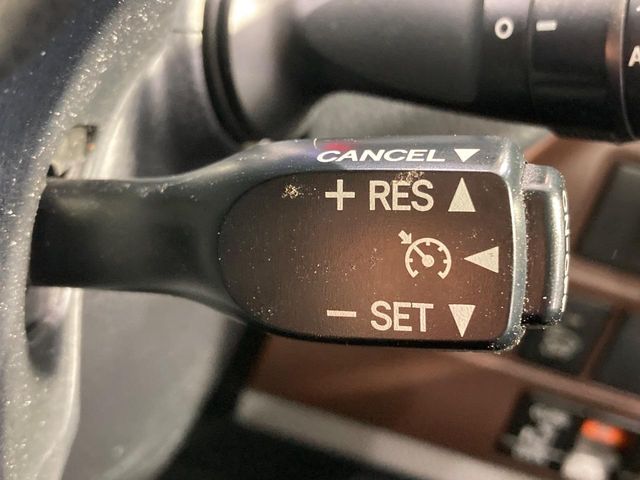 O
A
CANCEL ▼
+ RES ▲
◀
− SET ▼